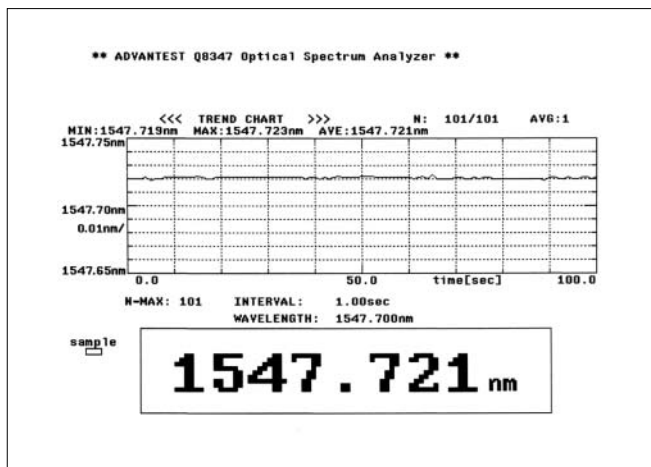 ** ADVANTEST Q8347 Optical Spectrum Analyzer **
<<< TREND CHART >>> N: 101/101 AVG:1
MIN:1547.719nm MAX:1547.723nm AVE:1547.721nm
1547.75nm
1547.70nm
0.01nm/
1547.65nm
0.0 50.0 time[sec] 100.0
N-MAX: 101 INTERVAL: 1.00sec
WAVELENGTH: 1547.700nm
sample
1547.721nm